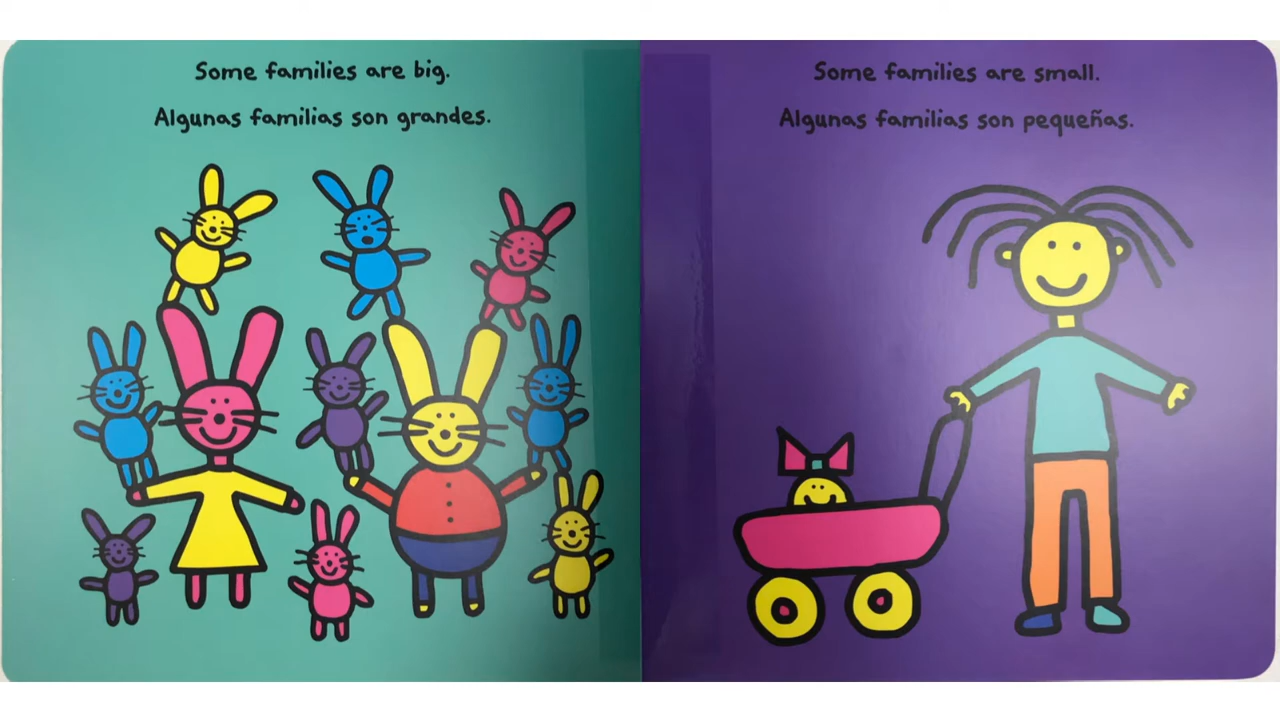 Some families are big.
Algunas familias son grandes.
Some families are small.
Algunas familias son pequeñas.